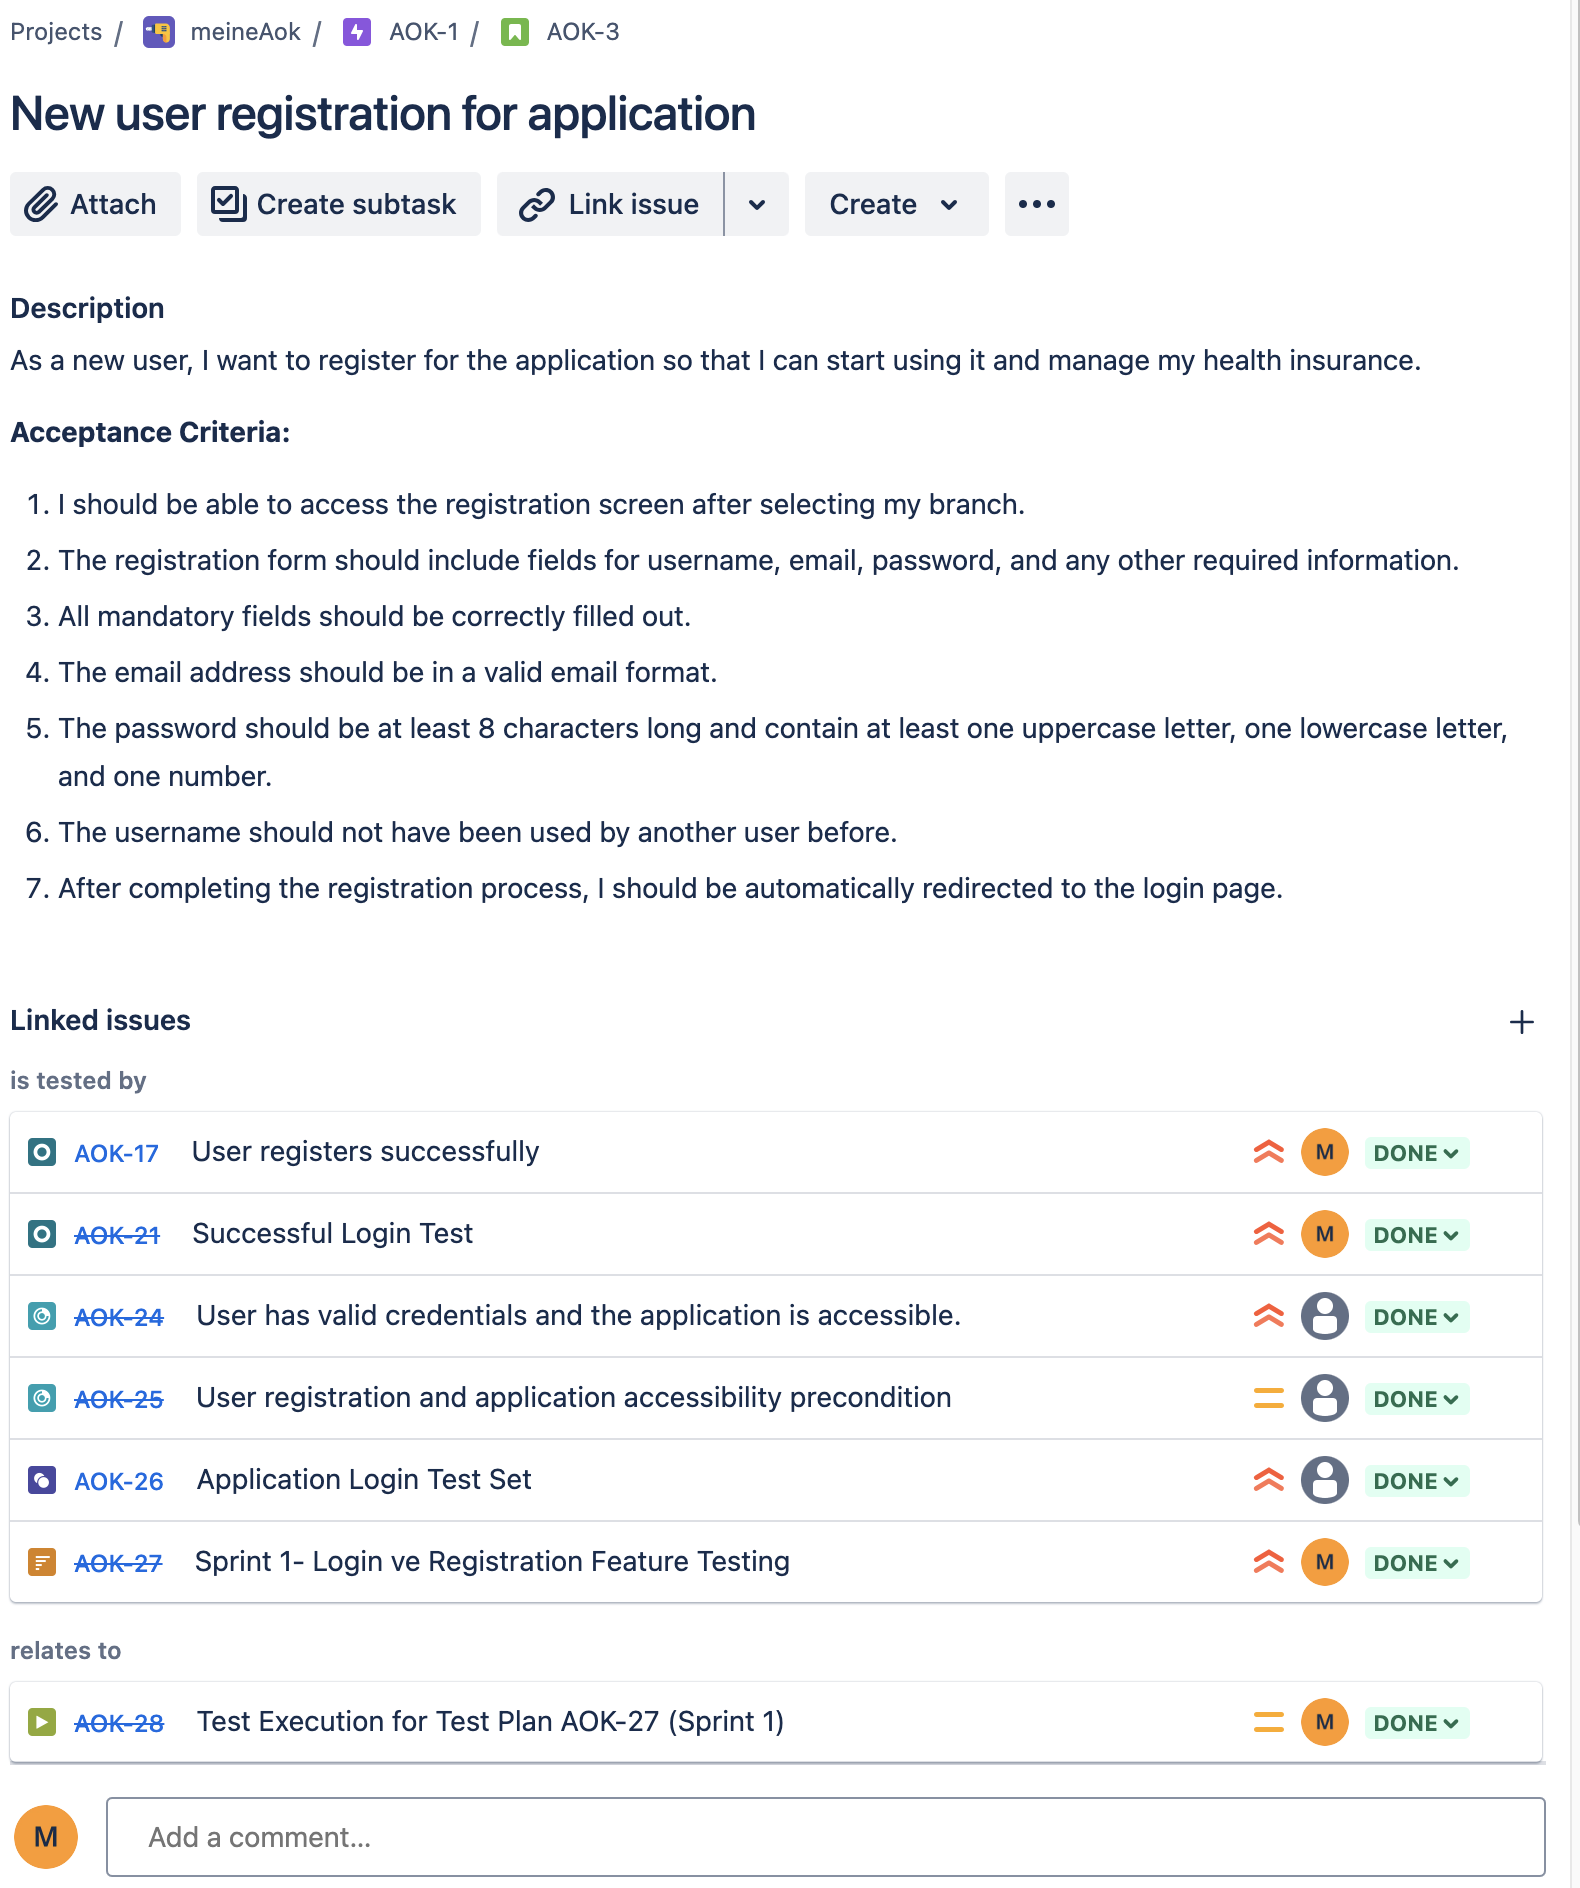 Projects / meineAok / AOK-1 / AOK-3
New user registration for application
Attach Create subtask Link issue Create
Description
As a new user, I want to register for the application so that I can start using it and manage my health insurance.
Acceptance Criteria:
1. I should be able to access the registration screen after selecting my branch.
2. The registration form should include fields for username, email, password, and any other required information.
3. All mandatory fields should be correctly filled out.
4. The email address should be in a valid email format.
5. The password should be at least 8 characters long and contain at least one uppercase letter, one lowercase letter,
and one number.
6. The username should not have been used by another user before.
7. After completing the registration process, I should be automatically redirected to the login page.
Linked issues
is tested by
AOK-17 User registers successfully M DONE
AOK-21 Successful Login Test M DONE
AOK-24 User has valid credentials and the application is accessible. DONE
AOK-25 User registration and application accessibility precondition DONE
AOK-26 Application Login Test Set DONE
AOK-27 Sprint 1- Login ve Registration Feature Testing M DONE
relates to
AOK-28 Test Execution for Test Plan AOK-27 (Sprint 1) M DONE
M Add a comment...